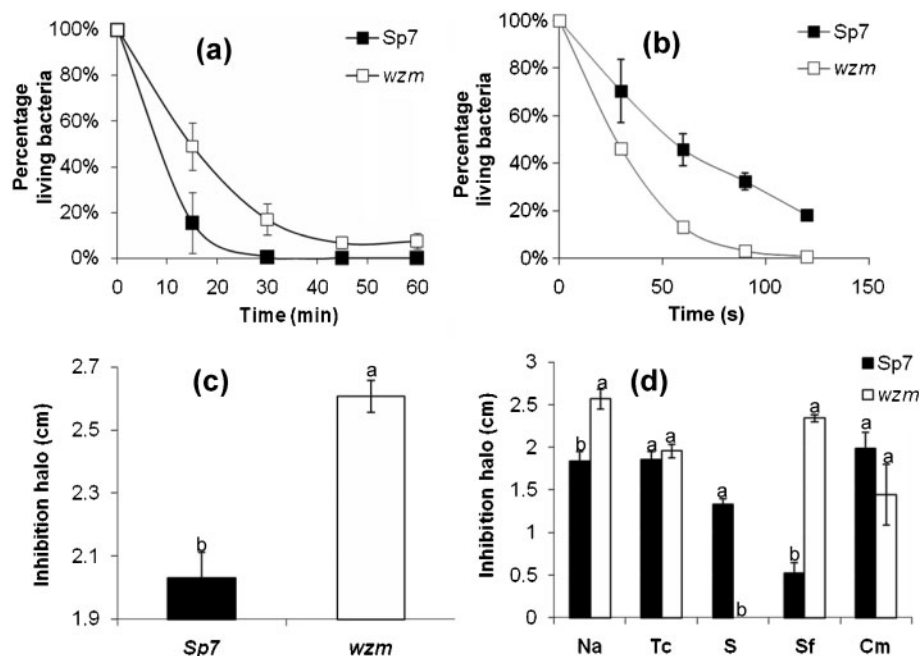 (a)
Sp7
wzm
100%
80%
60%
40%
20%
0%
Percentage
living bacteria
0 10 20 30 40 50 60
Time (min)
(b)
Sp7
wzm
100%
80%
60%
40%
20%
0%
Percentage
living bacteria
0 50 100 150
Time (s)
(c)
2.7
2.5
2.3
2.1
1.9
Inhibition halo (cm)
b
a
Sp7 wzm
(d)
Sp7
wzm
3
2.5
2
1.5
1
0.5
0
Inhibition halo (cm)
b a a a a b b a a a
Na Tc S Sf Cm